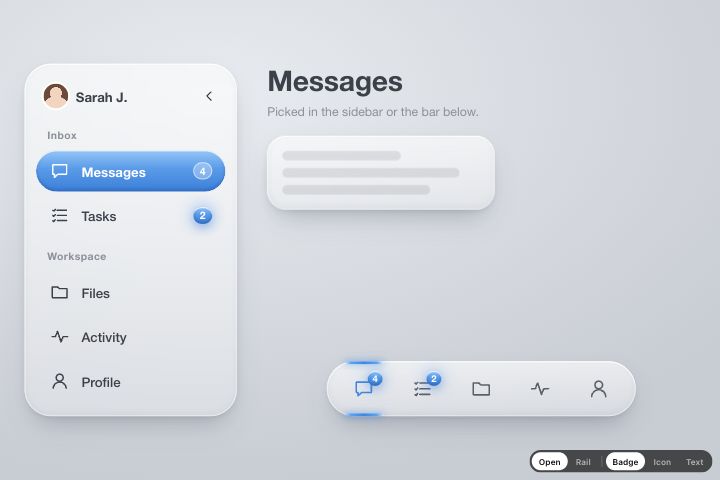 Sarah J.
Inbox
Messages 4
Tasks 2
Workspace
Files
Activity
Profile
Messages
Picked in the sidebar or the bar below.
4 2
Open Rail Badge Icon Text